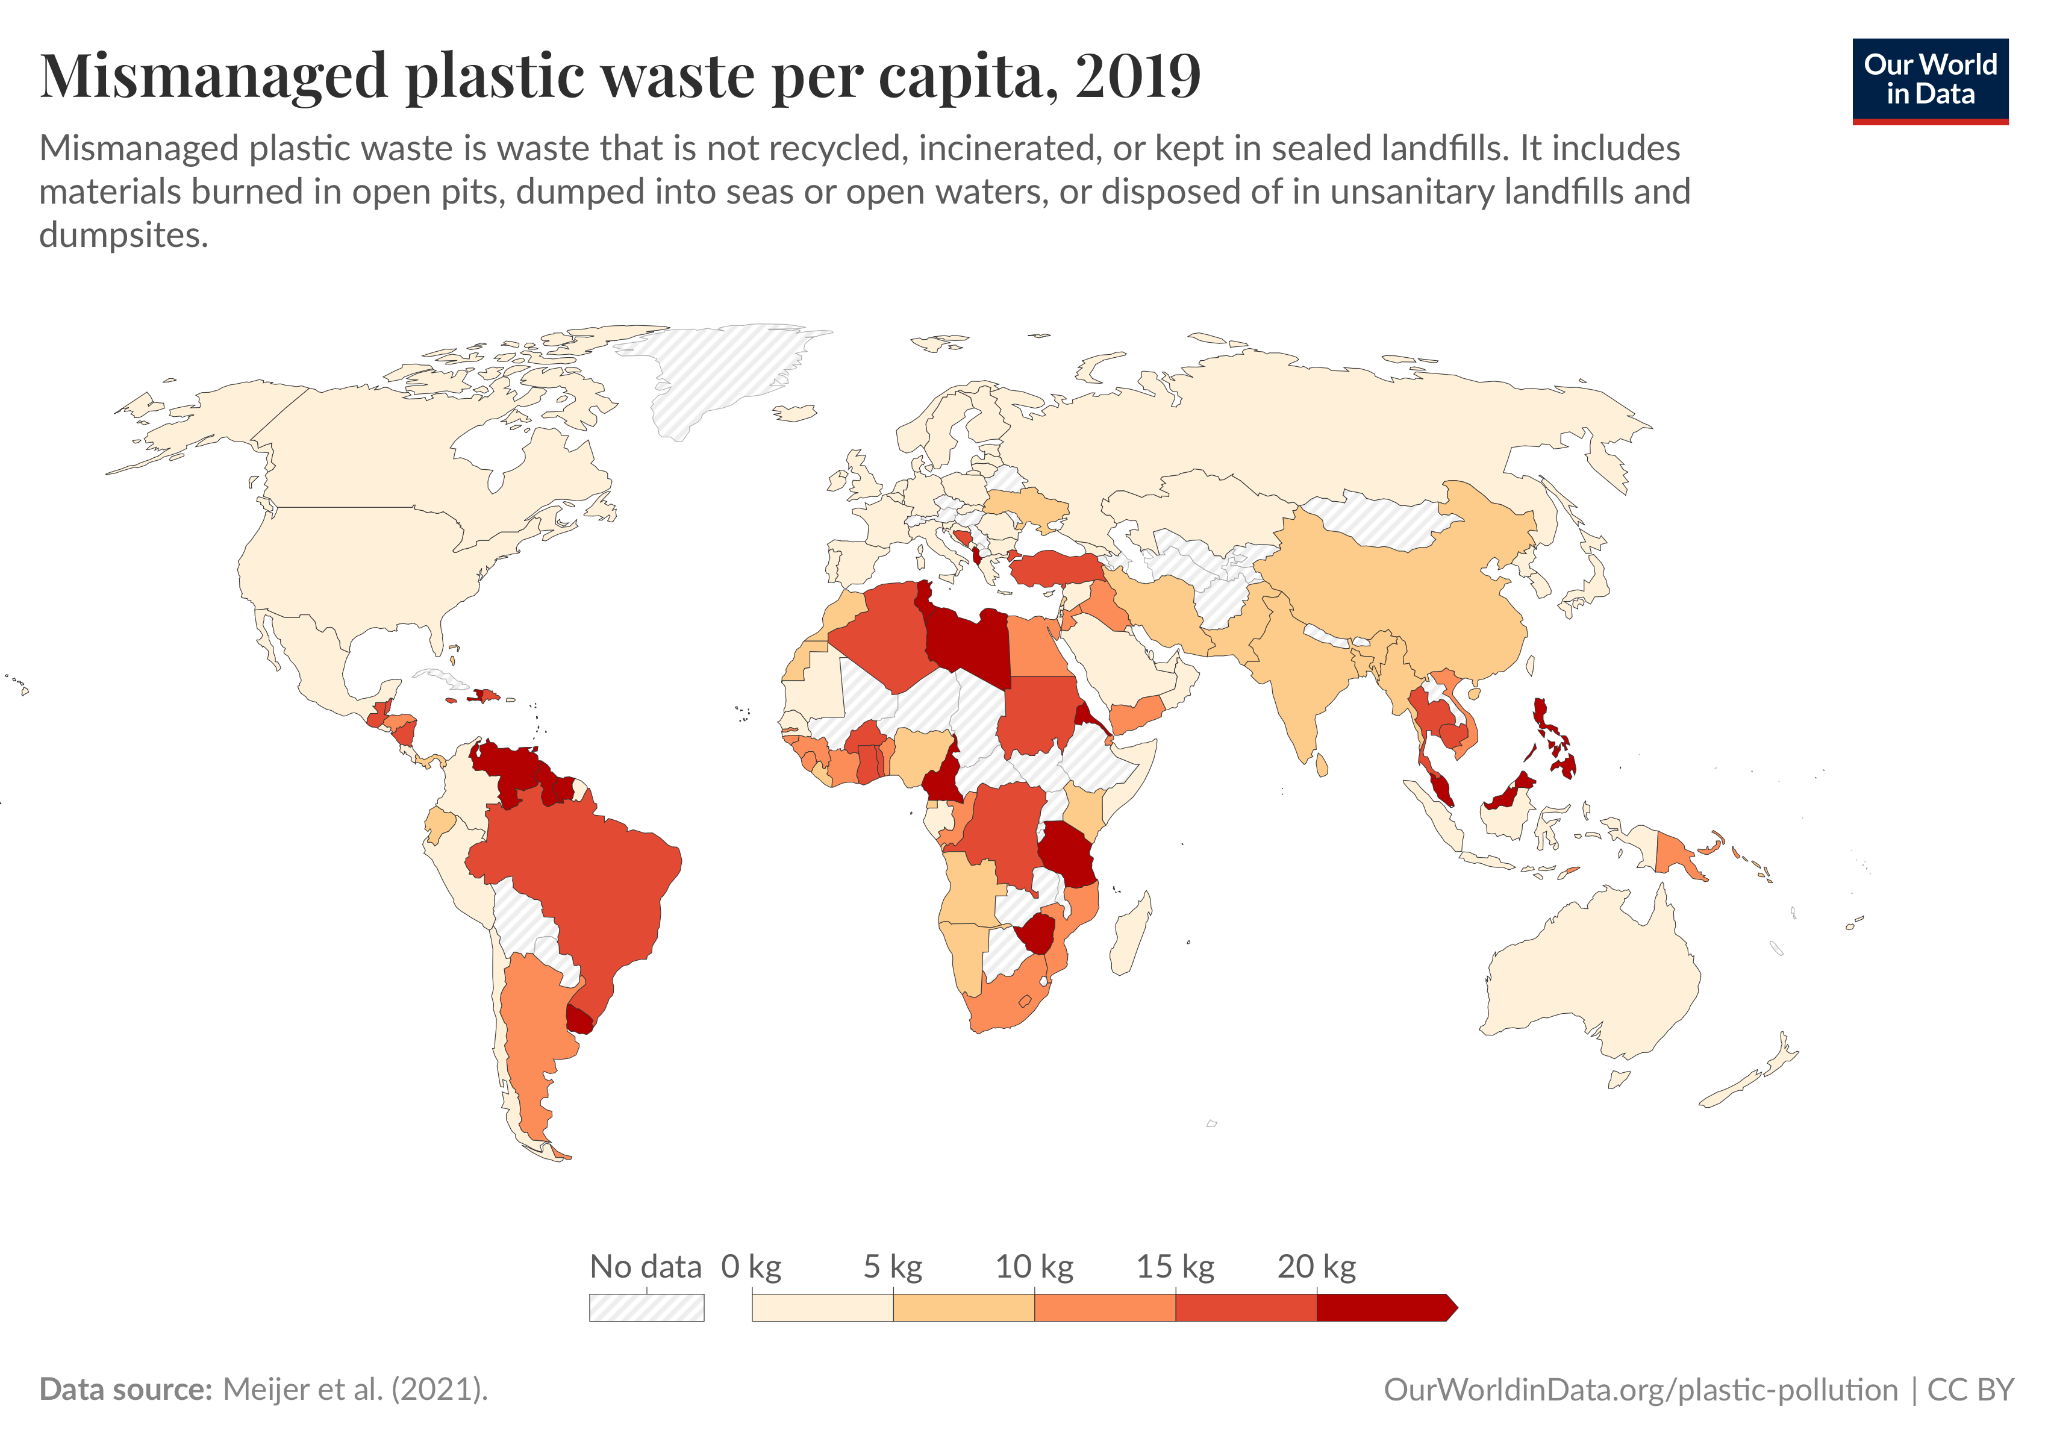 Mismanaged plastic waste per capita, 2019
Our World
in Data
Mismanaged plastic waste is waste that is not recycled, incinerated, or kept in sealed landfills. It includes
materials burned in open pits, dumped into seas or open waters, or disposed of in unsanitary landfills and
dumpsites.
No data 0 kg 5 kg 10 kg 15 kg 20 kg
Data source: Meijer et al. (2021).
OurWorldinData.org/plastic-pollution | CC BY